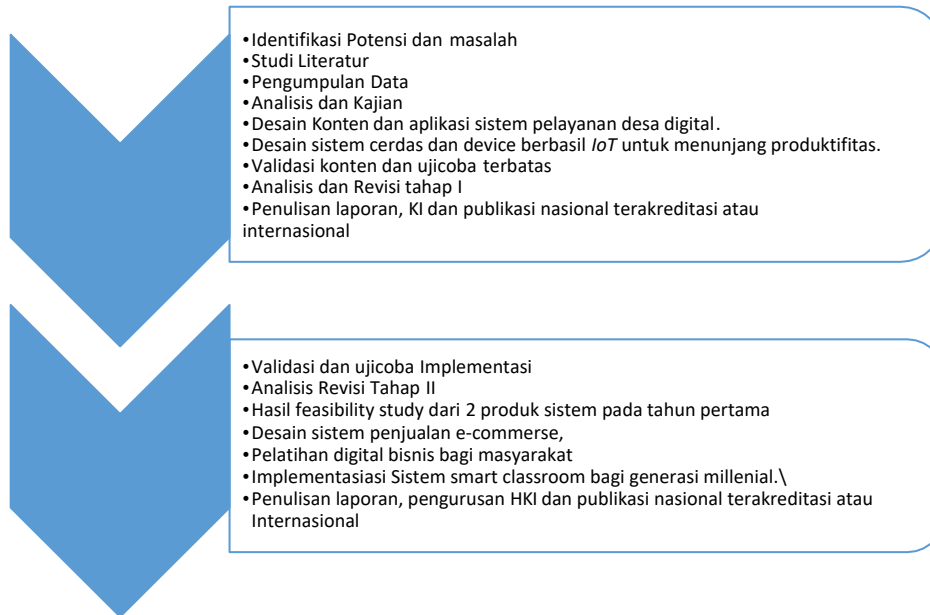 •Identifikasi Potensi dan masalah
•Studi Literatur
•Pengumpulan Data
•Analisis dan Kajian
•Desain Konten dan aplikasi sistem pelayanan desa digital.
•Desain sistem cerdas dan device berbasil IoT untuk menunjang produktifitas.
•Validasi konten dan ujicoba terbatas
•Analisis dan Revisi tahap I
•Penulisan laporan, KI dan publikasi nasional terakreditasi atau
internasional
•Validasi dan ujicoba Implementasi
•Analisis Revisi Tahap II
•Hasil feasibility study dari 2 produk sistem pada tahun pertama
•Desain sistem penjualan e-commerse,
•Pelatihan digital bisnis bagi masyarakat
•Implementasiasi Sistem smart classroom bagi generasi millenial.\
•Penulisan laporan, pengurusan HKI dan publikasi nasional terakreditasi atau
Internasional